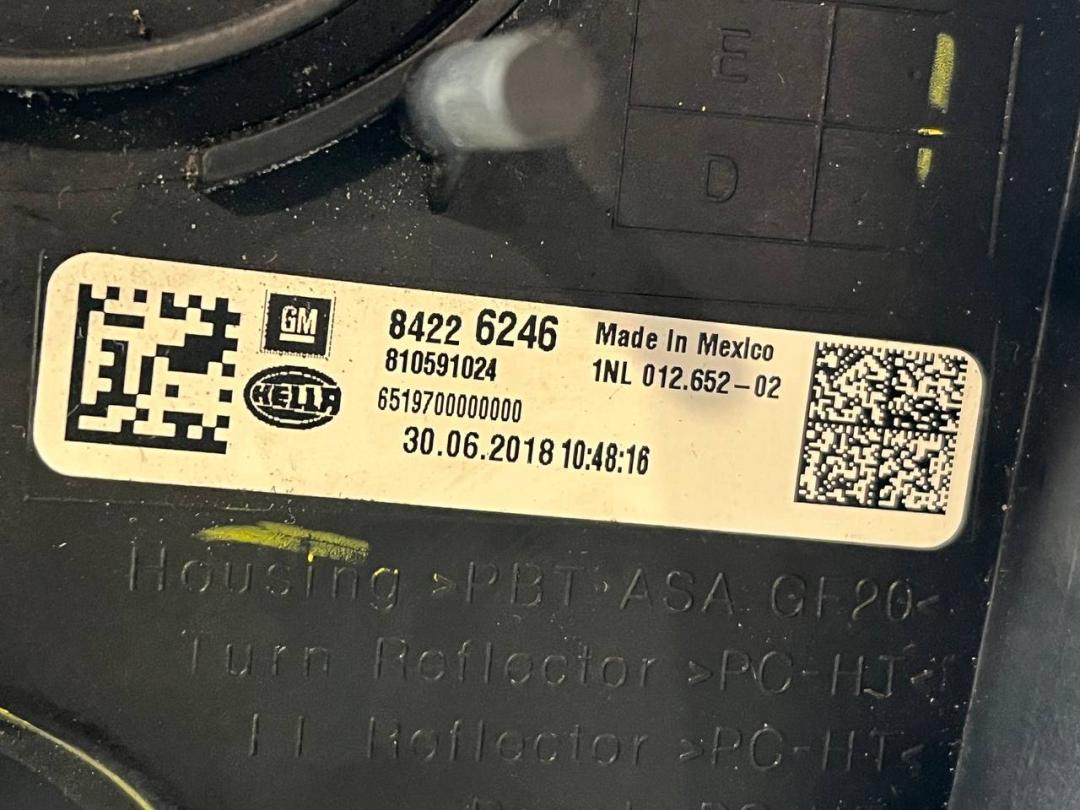 E
D
GM
HELLA
8422 6246
810591024
6519700000000
30.06.2018 10:48:16
Made In Mexico
1NL 012.652-02
Housing >PBT ASA GF20<
Turn Reflector >PC-HT<
Reflector >PC-HT<